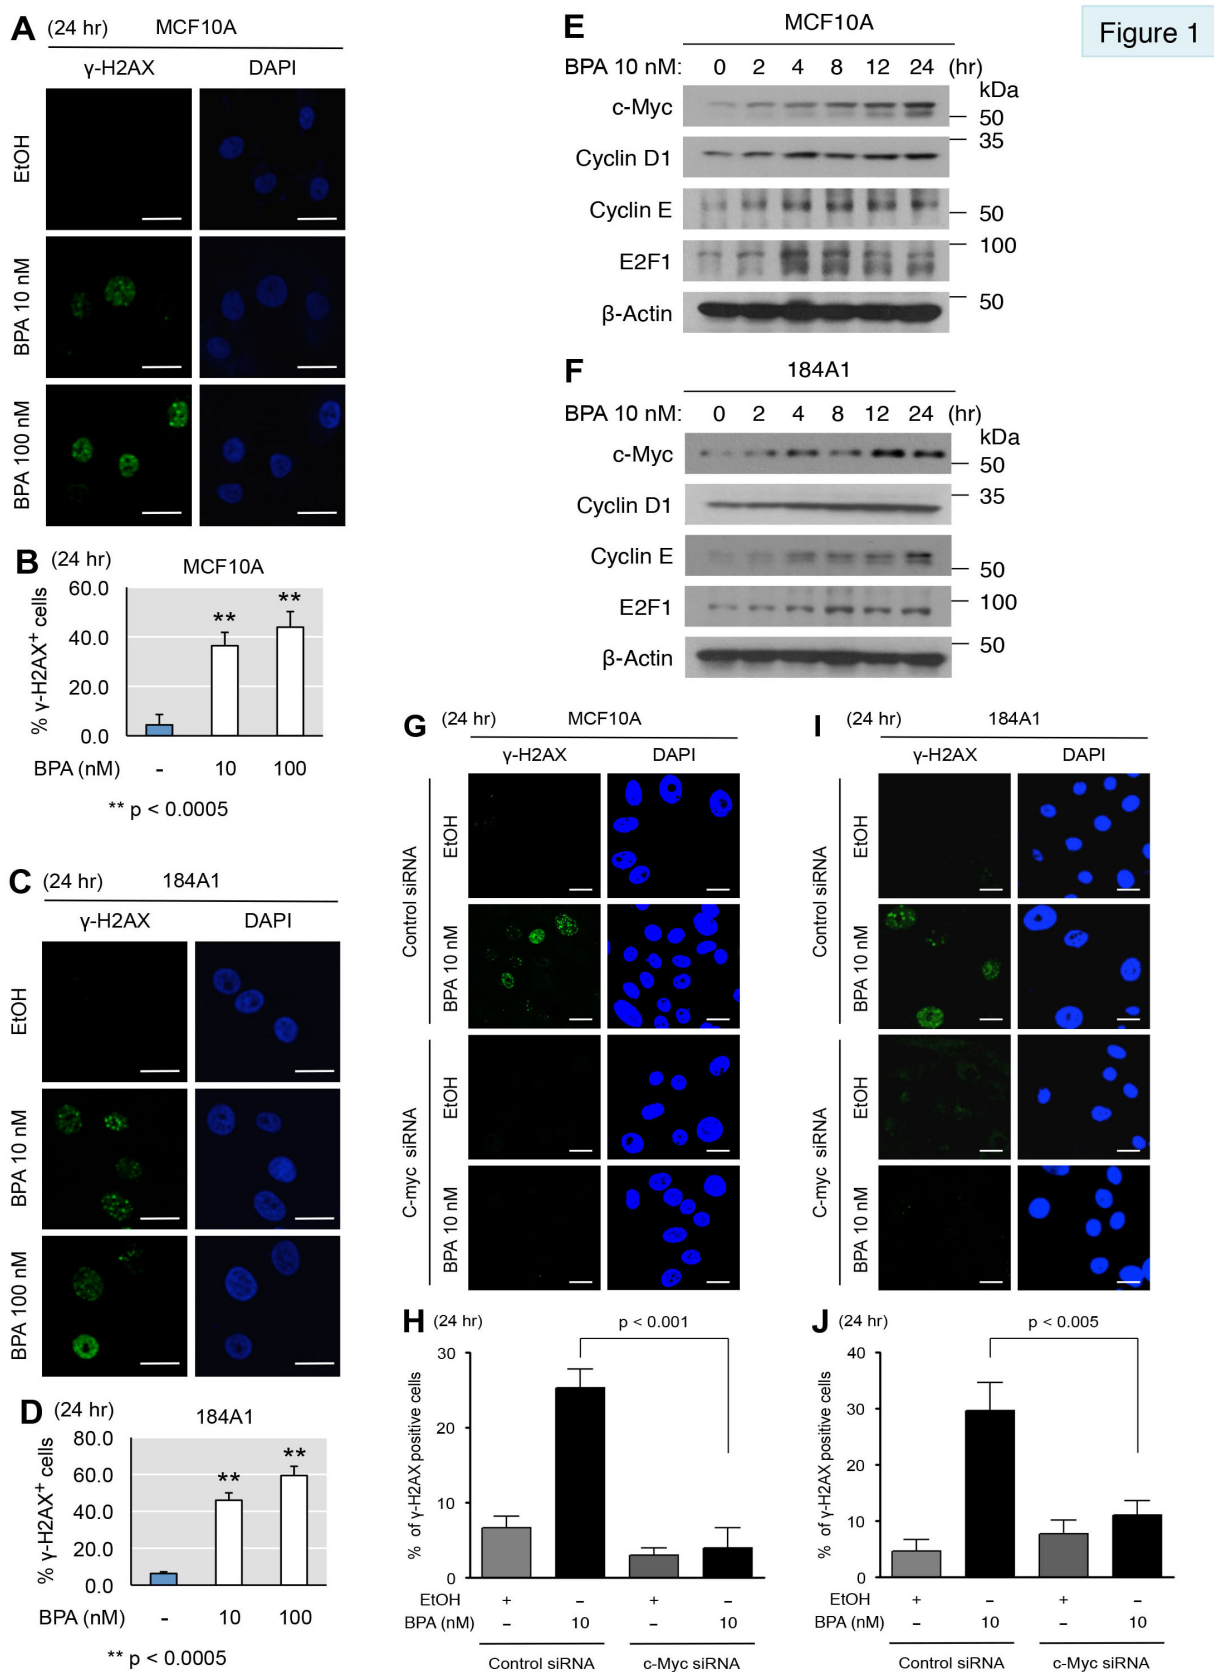 Figure 1
A (24 hr) MCF10A
γ-H2AX DAPI
EtOH
BPA 10 nM
BPA 100 nM
B (24 hr) MCF10A
% γ-H2AX+ cells
60.0
40.0
20.0
0.0
** **
BPA (nM) - 10 100
** p < 0.0005
C (24 hr) 184A1
γ-H2AX DAPI
EtOH
BPA 10 nM
BPA 100 nM
D (24 hr) 184A1
% γ-H2AX+ cells
80.0
60.0
40.0
20.0
0.0
** **
BPA (nM) - 10 100
** p < 0.0005
E MCF10A
BPA 10 nM: 0 2 4 8 12 24 (hr)
kDa
c-Myc 50
35
Cyclin D1
Cyclin E 50
100
E2F1
50
β-Actin
F 184A1
BPA 10 nM: 0 2 4 8 12 24 (hr)
kDa
c-Myc 50
35
Cyclin D1
Cyclin E 50
100
E2F1
50
β-Actin
G (24 hr) MCF10A
γ-H2AX DAPI
Control siRNA
EtOH
BPA 10 nM
C-myc siRNA
EtOH
BPA 10 nM
H (24 hr)
p < 0.001
% of γ-H2AX positive cells
30
20
10
0
EtOH + – + –
BPA (nM) – 10 – 10
Control siRNA c-Myc siRNA
I (24 hr) 184A1
γ-H2AX DAPI
Control siRNA
EtOH
BPA 10 nM
C-myc siRNA
EtOH
BPA 10 nM
J (24 hr)
p < 0.005
% of γ-H2AX positive cells
40
30
20
10
0
EtOH + – + –
BPA (nM) – 10 – 10
Control siRNA c-Myc siRNA